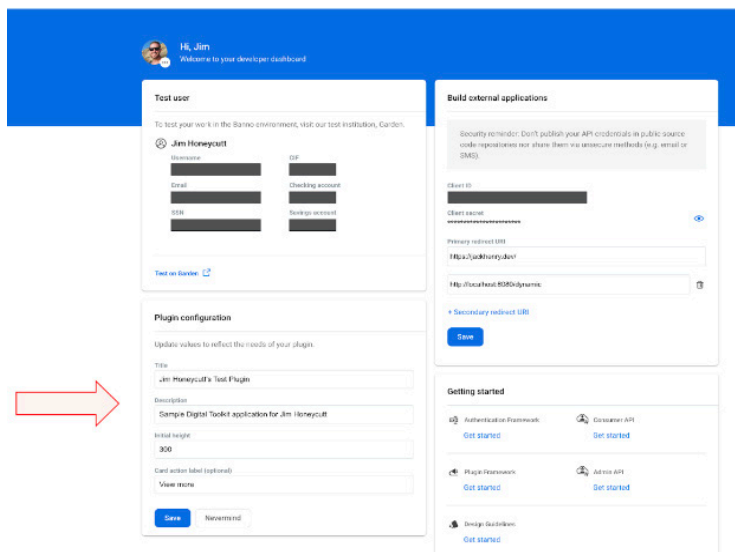 Hi, Jim
Welcome to your developer dashboard
Test user
To test your work in the Banno environment, visit our test institution, Garden.
Jim Honeycutt
Username
CIF
Email
Checking account
SSN
Savings account
Test on Garden
Plugin configuration
Update values to reflect the needs of your plugin.
Title
Jim Honeycutt's Test Plugin
Description
Sample Digital Toolkit application for Jim Honeycutt
Initial height
300
Card action label (optional)
View more
Save
Nevermind
Build external applications
Security reminder: Don't publish your API credentials in public source
code repositories nor share them via unsecure methods (e.g. email or
SMS).
Client ID
Client secret
**********************
Primary redirect URI
https://jackhenry.dev/
http://localhost:8080/dynamic
+ Secondary redirect URI
Save
Getting started
Authentication Framework
Get started
Consumer API
Get started
Plugin Framework
Get started
Admin API
Get started
Design Guidelines
Get started